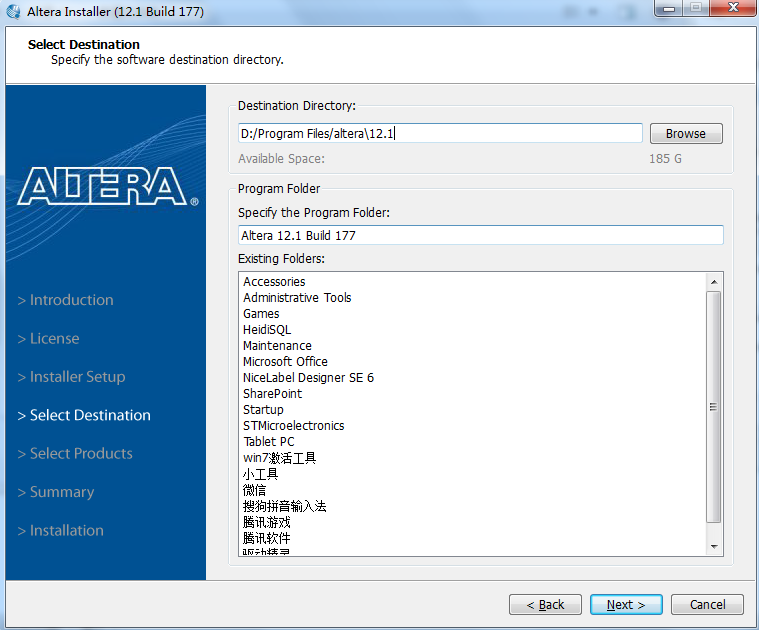 Altera Installer (12.1 Build 177)
Select Destination
Specify the software destination directory.
Destination Directory:
D:/Program Files/altera\12.1
Browse
Available Space:
185 G
ALTERA®
Program Folder
Specify the Program Folder:
Altera 12.1 Build 177
Existing Folders:
Accessories
Administrative Tools
Games
HeidiSQL
Maintenance
Microsoft Office
NiceLabel Designer SE 6
SharePoint
Startup
STMicroelectronics
Tablet PC
win7激活工具
小工具
微信
搜狗拼音输入法
腾讯游戏
腾讯软件
驱动精灵
> Introduction
> License
> Installer Setup
> Select Destination
> Select Products
> Summary
> Installation
< Back
Next >
Cancel